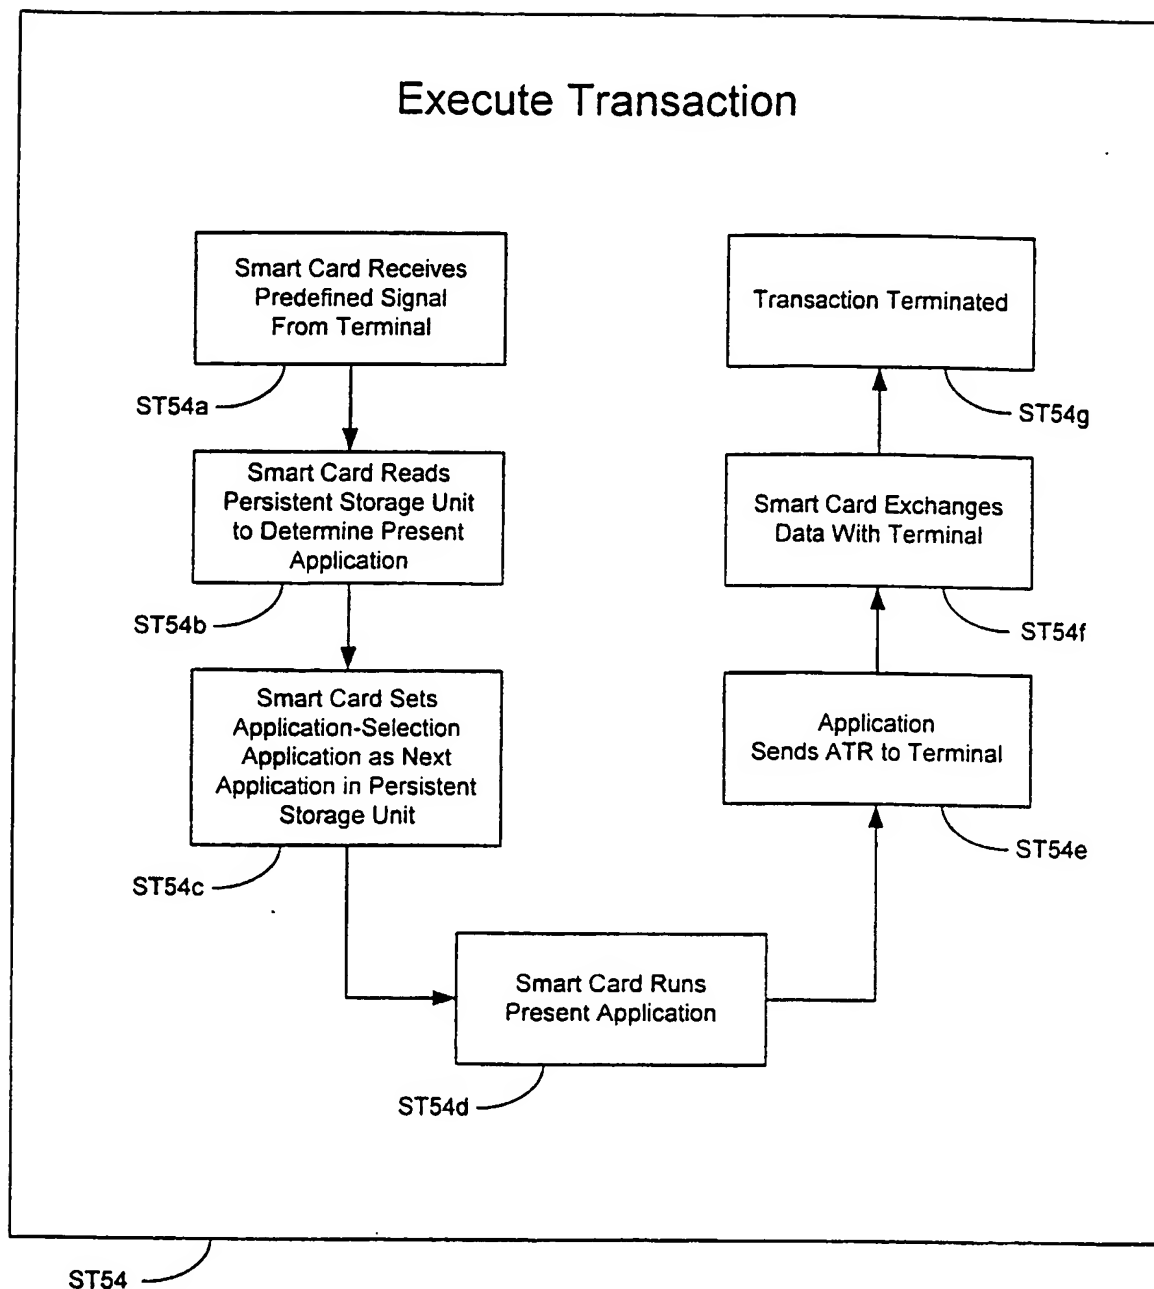 Execute Transaction
Smart Card Receives
Predefined Signal
From Terminal
ST54a
Smart Card Reads
Persistent Storage Unit
to Determine Present
Application
ST54b
Smart Card Sets
Application-Selection
Application as Next
Application in Persistent
Storage Unit
ST54c
Smart Card Runs
Present Application
ST54d
Application
Sends ATR to Terminal
ST54e
Smart Card Exchanges
Data With Terminal
ST54f
Transaction Terminated
ST54g
ST54